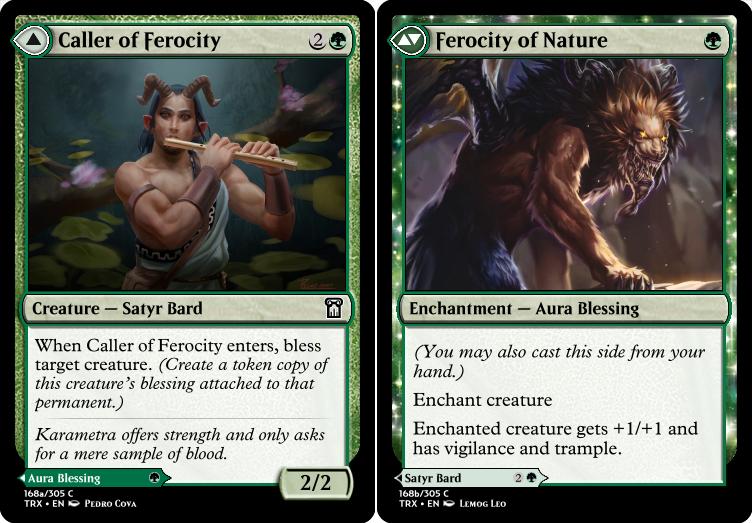 Caller of Ferocity 2
Creature — Satyr Bard
When Caller of Ferocity enters, bless
target creature. (Create a token copy of
this creature's blessing attached to that
permanent.)
Karametra offers strength and only asks
for a mere sample of blood.
Aura Blessing
2/2
168a/305 C
TRX • EN Pedro Cova
Ferocity of Nature
Enchantment — Aura Blessing
(You may also cast this side from your
hand.)
Enchant creature
Enchanted creature gets +1/+1 and
has vigilance and trample.
Satyr Bard 2
168b/305 C
TRX • EN Lemog Leo